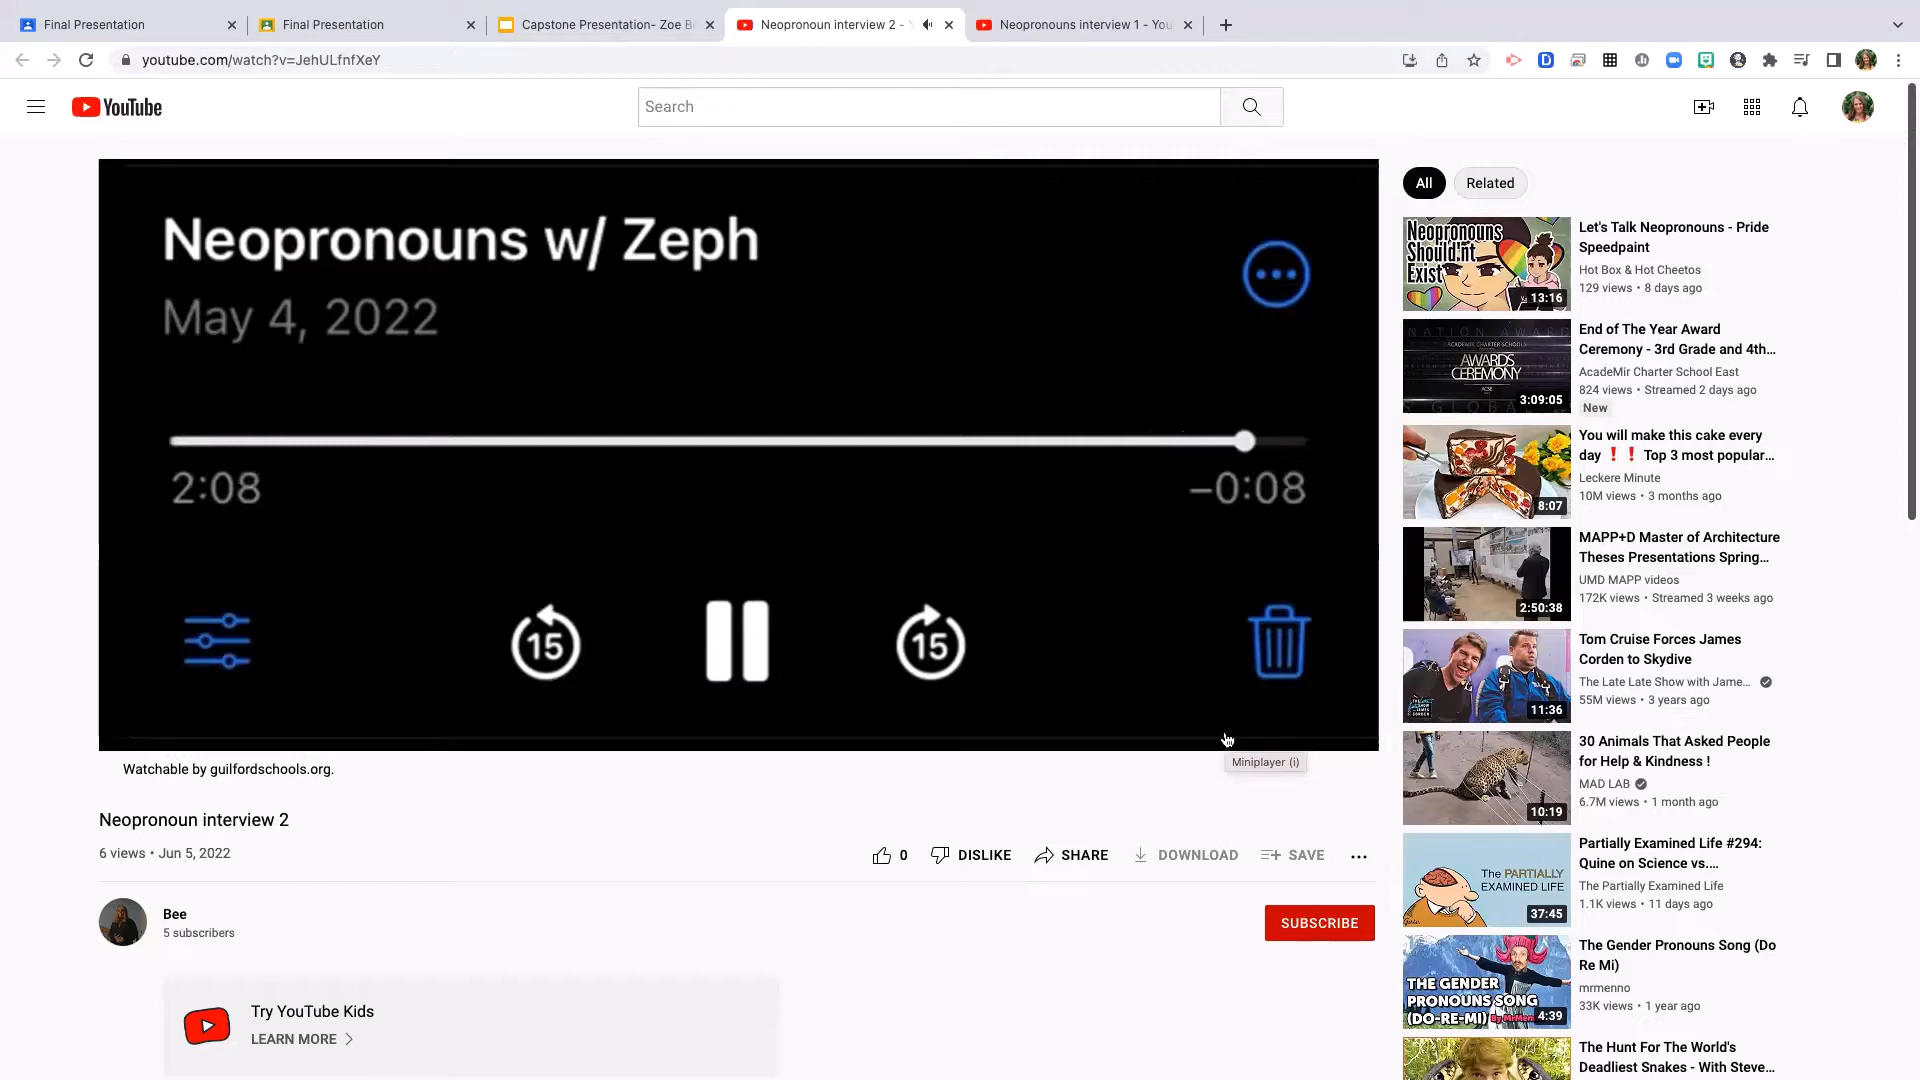 Final Presentation
Final Presentation
Capstone Presentation- Zoe Be
Neopronoun interview 2 -
Neopronouns interview 1 - You
youtube.com/watch?v=JehULfnfXeY
YouTube
Search
Neopronouns w/ Zeph
May 4, 2022
2:08
–0:08
15
15
Miniplayer (i)
Watchable by guilfordschools.org.
Neopronoun interview 2
6 views • Jun 5, 2022
0
DISLIKE
SHARE
DOWNLOAD
SAVE
Bee
5 subscribers
SUBSCRIBE
Try YouTube Kids
LEARN MORE
All
Related
Neopronouns
Should'nt
Exist
13:16
Let's Talk Neopronouns - Pride
Speedpaint
Hot Box & Hot Cheetos
129 views • 8 days ago
ACADEMIR CHARTER SCHOOLS
AWARDS
CEREMONY
3:09:05
End of The Year Award
Ceremony - 3rd Grade and 4th...
AcadeMir Charter School East
824 views • Streamed 2 days ago
New
8:07
You will make this cake every
day ❗❗ Top 3 most popular...
Leckere Minute
10M views • 3 months ago
2:50:38
MAPP+D Master of Architecture
Theses Presentations Spring...
UMD MAPP videos
172K views • Streamed 3 weeks ago
11:36
Tom Cruise Forces James
Corden to Skydive
The Late Late Show with Jame...
55M views • 3 years ago
10:19
30 Animals That Asked People
for Help & Kindness !
MAD LAB
6.7M views • 1 month ago
The PARTIALLY
EXAMINED LIFE
37:45
Partially Examined Life #294:
Quine on Science vs....
The Partially Examined Life
1.1K views • 11 days ago
THE GENDER
PRONOUNS SONG
(DO-RE-MI)
4:39
The Gender Pronouns Song (Do
Re Mi)
mrmenno
33K views • 1 year ago
The Hunt For The World's
Deadliest Snakes - With Steve...